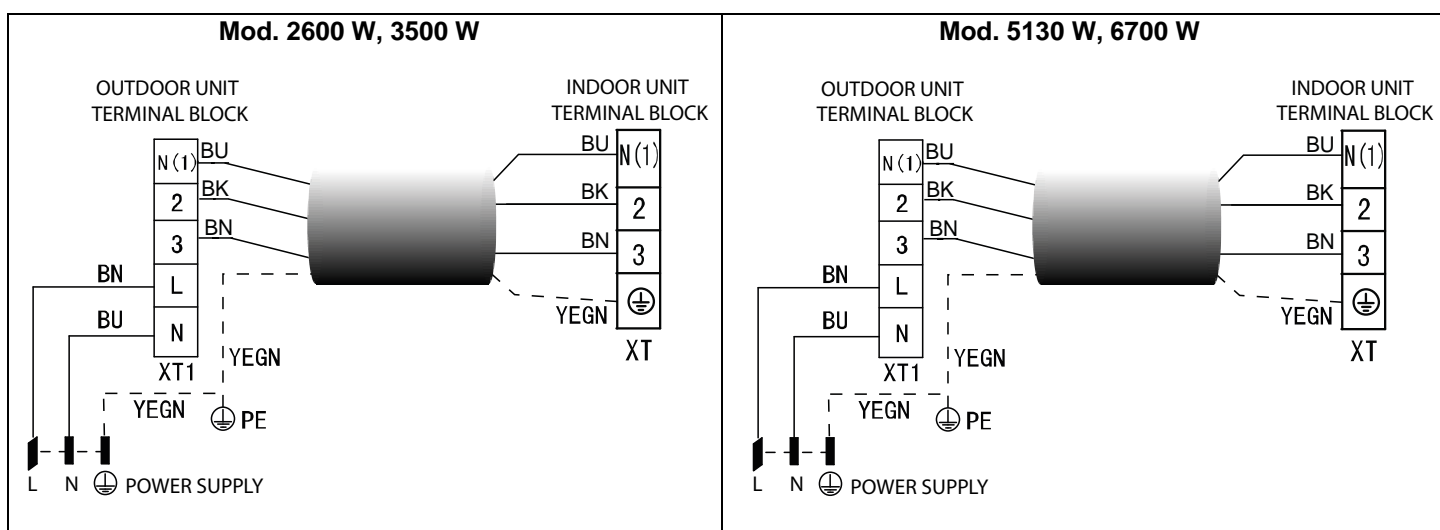 Mod. 2600 W, 3500 W
OUTDOOR UNIT
TERMINAL BLOCK
INDOOR UNIT
TERMINAL BLOCK
N(1)
BU
BU
N(1)
2
BK
BK
2
3
BN
BN
3
BN
L
BU
N
YEGN
XT
XT1
YEGN
YEGN
PE
L
N
POWER SUPPLY
Mod. 5130 W, 6700 W
OUTDOOR UNIT
TERMINAL BLOCK
INDOOR UNIT
TERMINAL BLOCK
N(1)
BU
BU
N(1)
2
BK
BK
2
3
BN
BN
3
BN
L
BU
N
YEGN
XT
XT1
YEGN
YEGN
PE
L
N
POWER SUPPLY